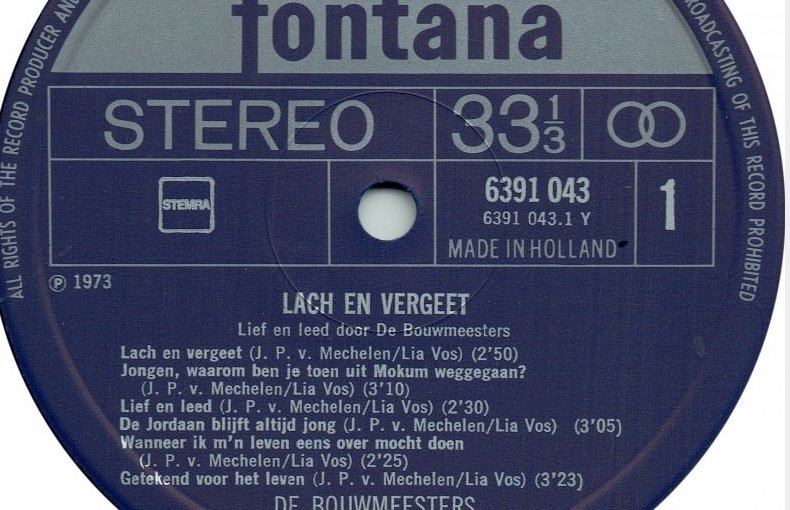 fontana
ALL RIGHTS OF THE RECORD PRODUCER AND
BROADCASTING OF THIS RECORD PROHIBITED
STEREO
33 1/3
STEMRA
6391 043
6391 043.1 Y
MADE IN HOLLAND
1
℗ 1973
LACH EN VERGEET
Lief en leed door De Bouwmeesters
Lach en vergeet (J. P. v. Mechelen/Lia Vos) (2'50)
Jongen, waarom ben je toen uit Mokum weggegaan?
(J. P. v. Mechelen/Lia Vos) (3'10)
Lief en leed (J. P. v. Mechelen/Lia Vos) (2'30)
De Jordaan blijft altijd jong (J. P. v. Mechelen/Lia Vos) (3'05)
Wanneer ik m'n leven eens over mocht doen
(J. P. v. Mechelen/Lia Vos) (2'25)
Getekend voor het leven (J. P. v. Mechelen/Lia Vos) (3'23)
DE BOUWMEESTERS